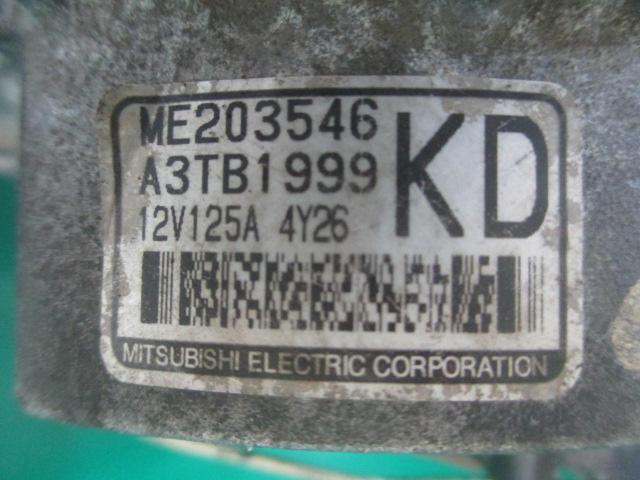 ME203546
A3TB1999
KD
12V125A 4Y26
MITSUBISHI ELECTRIC CORPORATION